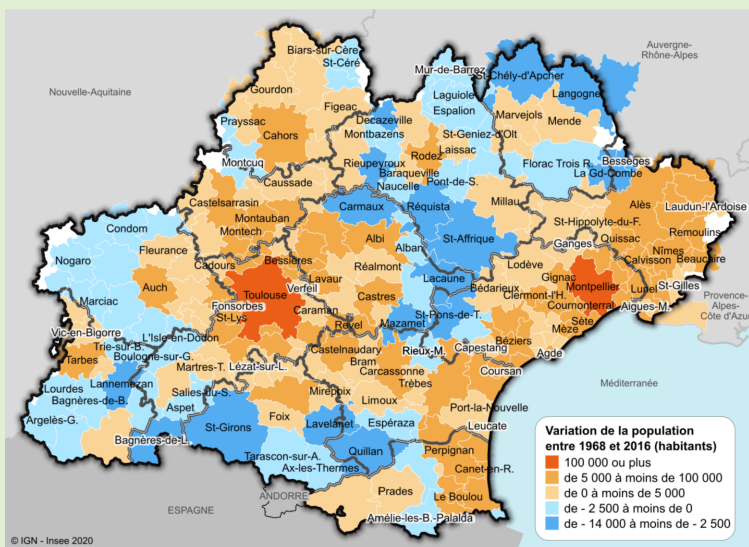 Nouvelle-Aquitaine
Auvergne-
Rhône-Alpes
Biars-sur-Cère
St-Céré
Mur-de-Barrez
St-Chély-d'Apcher
Gourdon
Laguiole
Langogne
Espalion
Figeac
Decazeville
Marvejols
Prayssac
Montbazens
St-Geniez-d'Olt
Mende
Cahors
Laissac
Montcuq
Rieupeyroux
Rodez
Florac Trois R.
Bessèges
Baraqueville
La Gd-Combe
Caussade
Naucelle
Pont-de-S.
Alès
Castelsarrasin
Carmaux
Réquista
Millau
Laudun-l'Ardoise
St-Hippolyte-du-F.
Condom
Montauban
Remoulins
Montech
Albi
St-Affrique
Quissac
Ganges
Nîmes
Fleurance
Alban
Calvisson
Beaucaire
Nogaro
Cadours
Bessières
Réalmont
Lodève
Lavaur
Lacaune
Bédarieux
Gignac
St-Gilles
Auch
Toulouse
Verfeil
Montpellier
Lunel
Marciac
Castres
Clermont-l'H.
Fonsorbes
St-Lys
Caraman
St-Pons-de-T.
Cournonterral
Aigues-M.
Provence-
Alpes-
Côte d'Azur
Vic-en-Bigorre
L'Isle-en-Dodon
Revel
Mazamet
Sète
Trie-sur-B.
Béziers
Mèze
Boulogne-sur-G.
Castelnaudary
Rieux-M.
Capestang
Agde
Tarbes
Martres-T.
Lézat-sur-L.
Bram
Carcassonne
Coursan
Lannemezan
Trèbes
Méditerranée
Lourdes
Salies-du-S.
Mirepoix
Bagnères-de-B.
Limoux
Port-la-Nouvelle
Aspet
Foix
Argelès-G.
St-Girons
Lavelanet
Espéraza
Leucate
Bagnères-de-L.
Quillan
Perpignan
Tarascon-sur-A.
Ax-les-Thermes
Canet-en-R.
Prades
Le Boulou
ESPAGNE
ANDORRE
Amélie-les-B.-Palalda
Variation de la population
entre 1968 et 2016 (habitants)
100 000 ou plus
de 5 000 à moins de 100 000
de 0 à moins de 5 000
de - 2 500 à moins de 0
de - 14 000 à moins de - 2 500
© IGN - Insee 2020